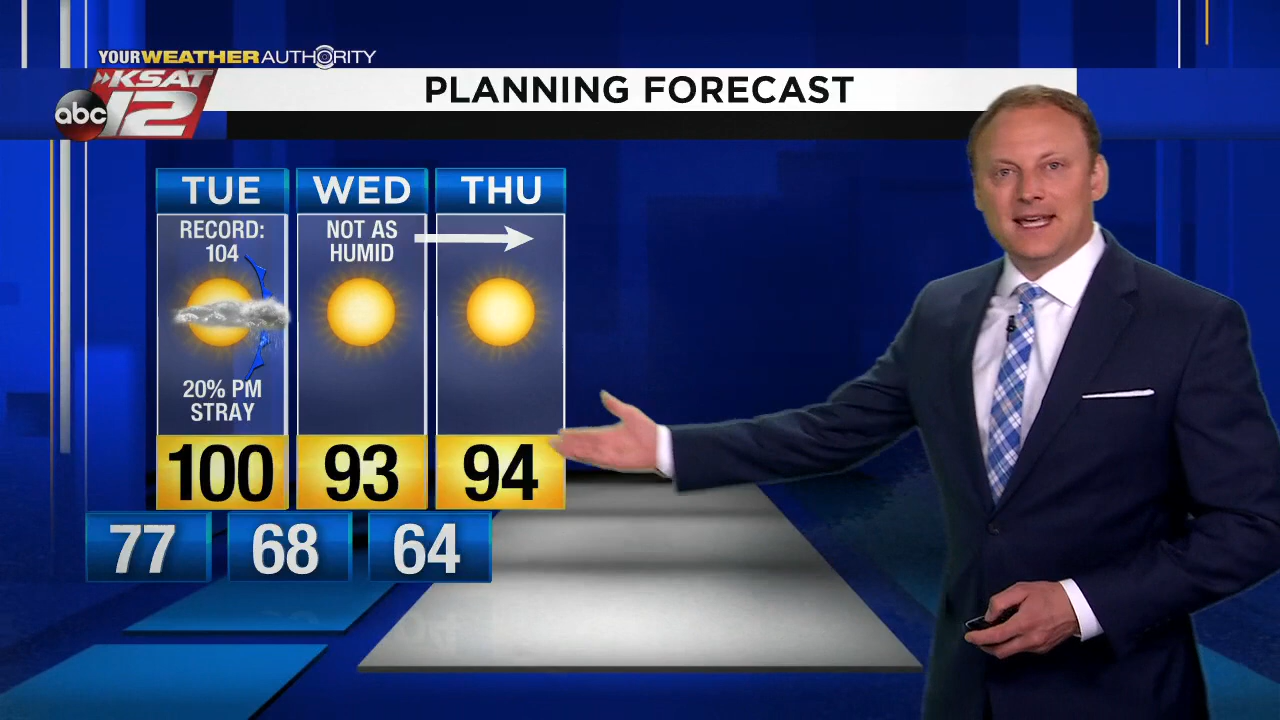 YOURWEATHERAUTHORITY
KSAT
abc 12
PLANNING FORECAST
TUE WED THU
RECORD:
104
NOT AS
HUMID
20% PM
STRAY
100 93 94
77 68 64